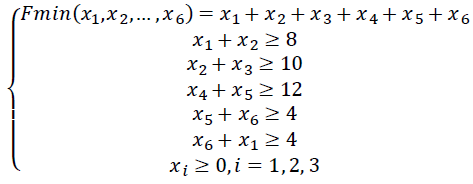 Fmin(x₁,x₂,…,x₆) = x₁ + x₂ + x₃ + x₄ + x₅ + x₆
x₁ + x₂ ≥ 8
x₂ + x₃ ≥ 10
x₄ + x₅ ≥ 12
x₅ + x₆ ≥ 4
x₆ + x₁ ≥ 4
xᵢ ≥ 0, i = 1, 2, 3